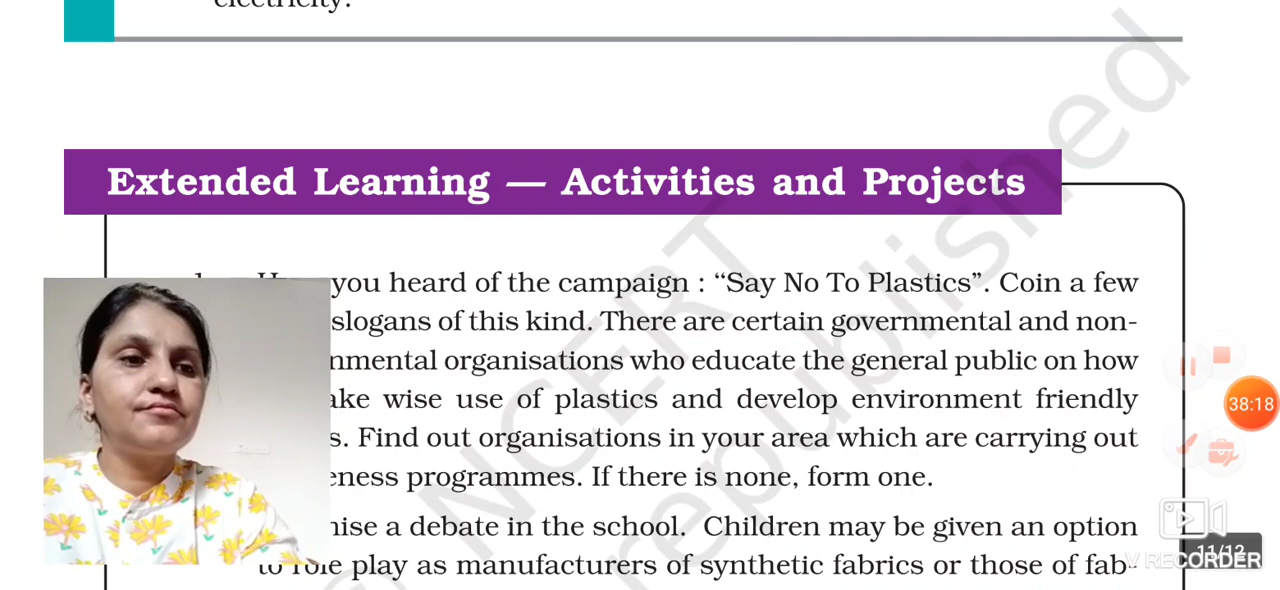 electricity.
Extended Learning — Activities and Projects
you heard of the campaign : “Say No To Plastics”. Coin a few
slogans of this kind. There are certain governmental and non-
nmental organisations who educate the general public on how
ake wise use of plastics and develop environment friendly
s. Find out organisations in your area which are carrying out
eness programmes. If there is none, form one.
nise a debate in the school. Children may be given an option
to role play as manufacturers of synthetic fabrics or those of fab-
NCERT
republished
38:18
11/12
V RECORDER